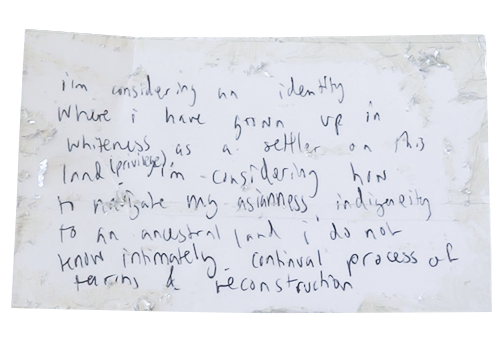 i'm considering an identity
where i have grown up in
whiteness as a settler on this
land (privilege) i'm considering how
to navigate my asianness indigeneity
to an ancestral land i do not
know intimately. continual process of
tearing & reconstruction